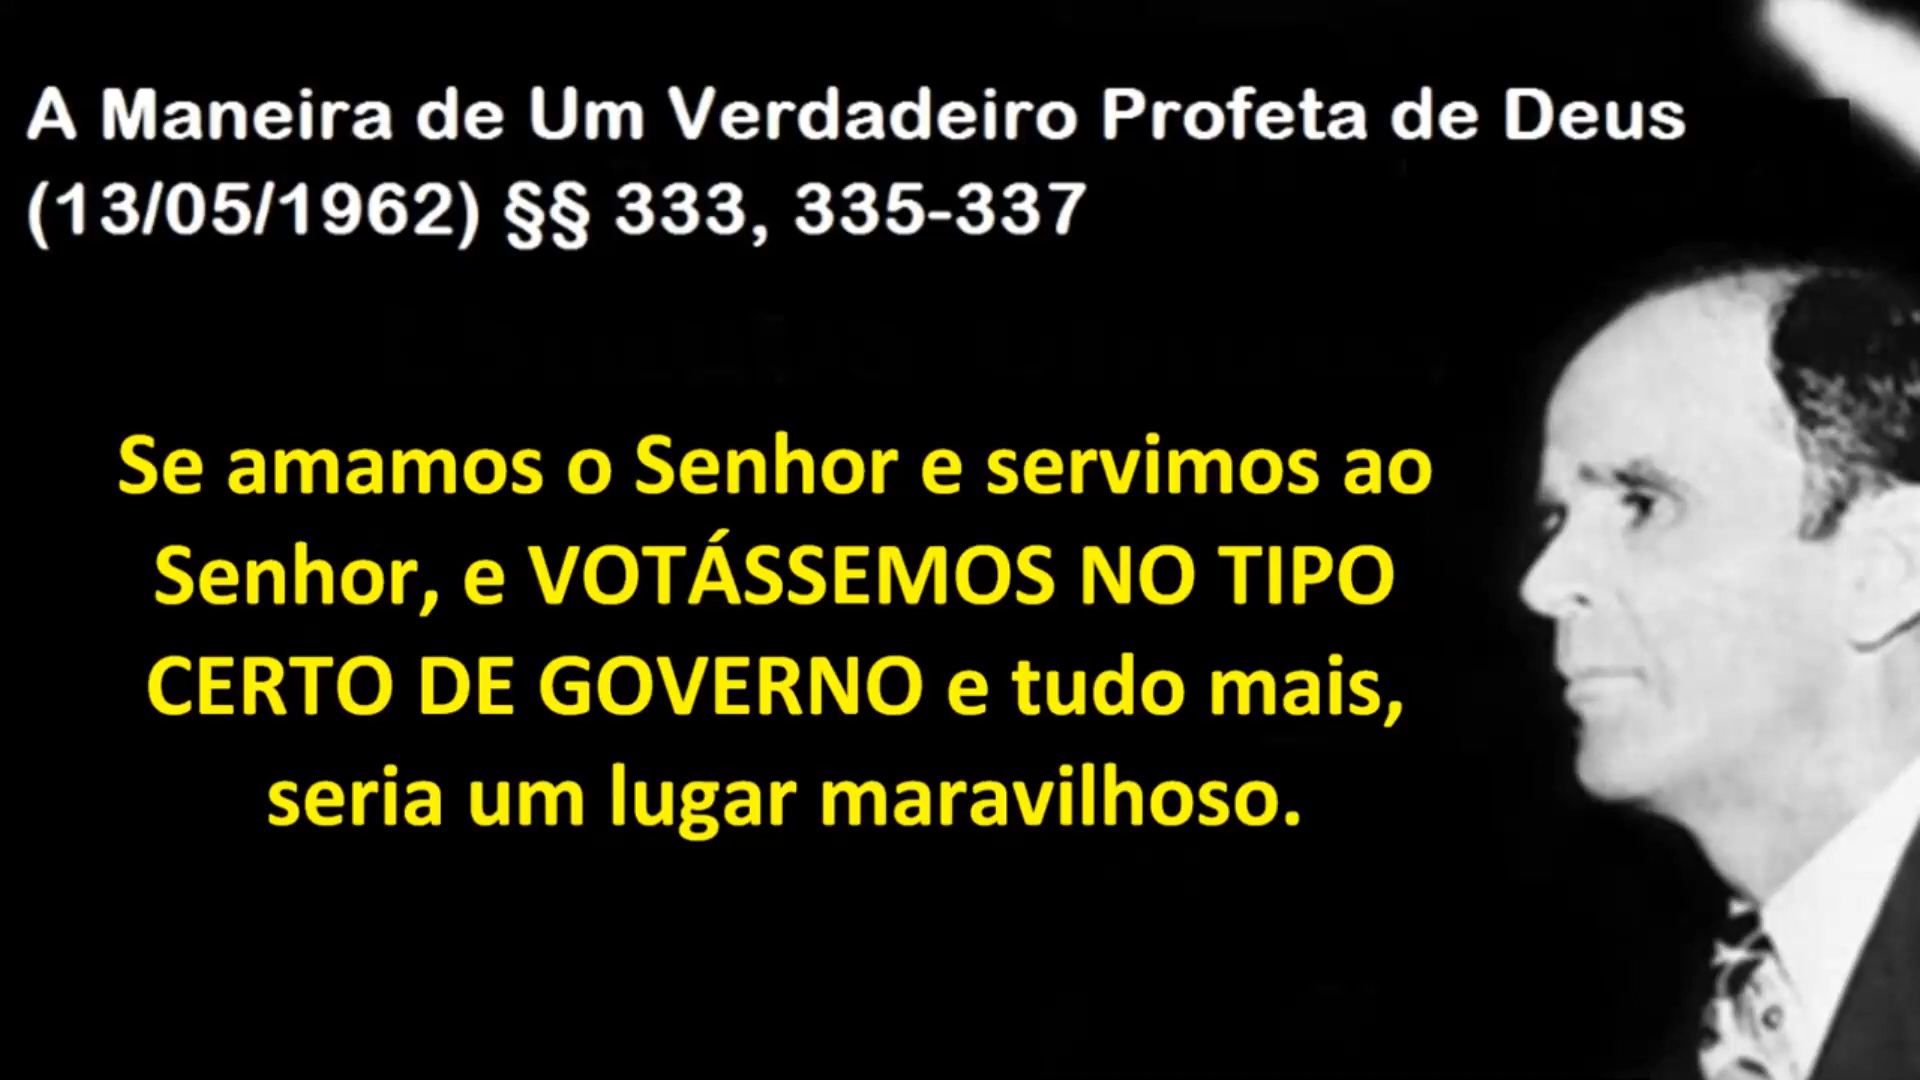 A Maneira de Um Verdadeiro Profeta de Deus
(13/05/1962) §§ 333, 335-337
Se amamos o Senhor e servimos ao
Senhor, e VOTÁSSEMOS NO TIPO
CERTO DE GOVERNO e tudo mais,
seria um lugar maravilhoso.